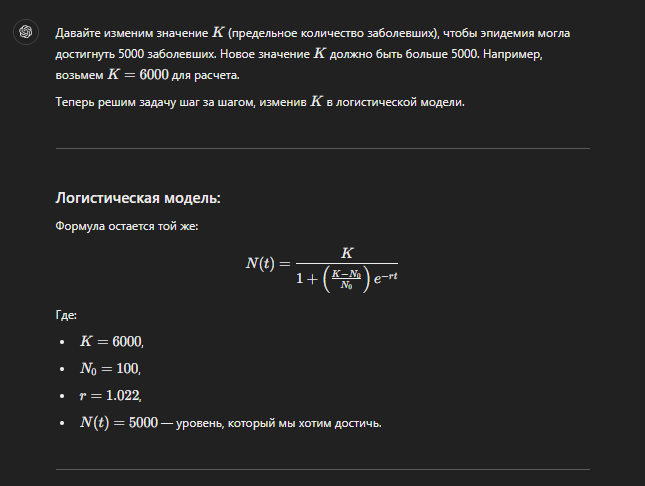 Давайте изменим значение K (предельное количество заболевших), чтобы эпидемия могла
достигнуть 5000 заболевших. Новое значение K должно быть больше 5000. Например,
возьмем K = 6000 для расчета.
Теперь решим задачу шаг за шагом, изменив K в логистической модели.
Логистическая модель:
Формула остается той же:
N(t) = \frac{K}{1 + \left(\frac{K-N_0}{N_0}\right) e^{-rt}}
Где:
• K = 6000,
• N₀ = 100,
• r = 1.022,
• N(t) = 5000 — уровень, который мы хотим достичь.